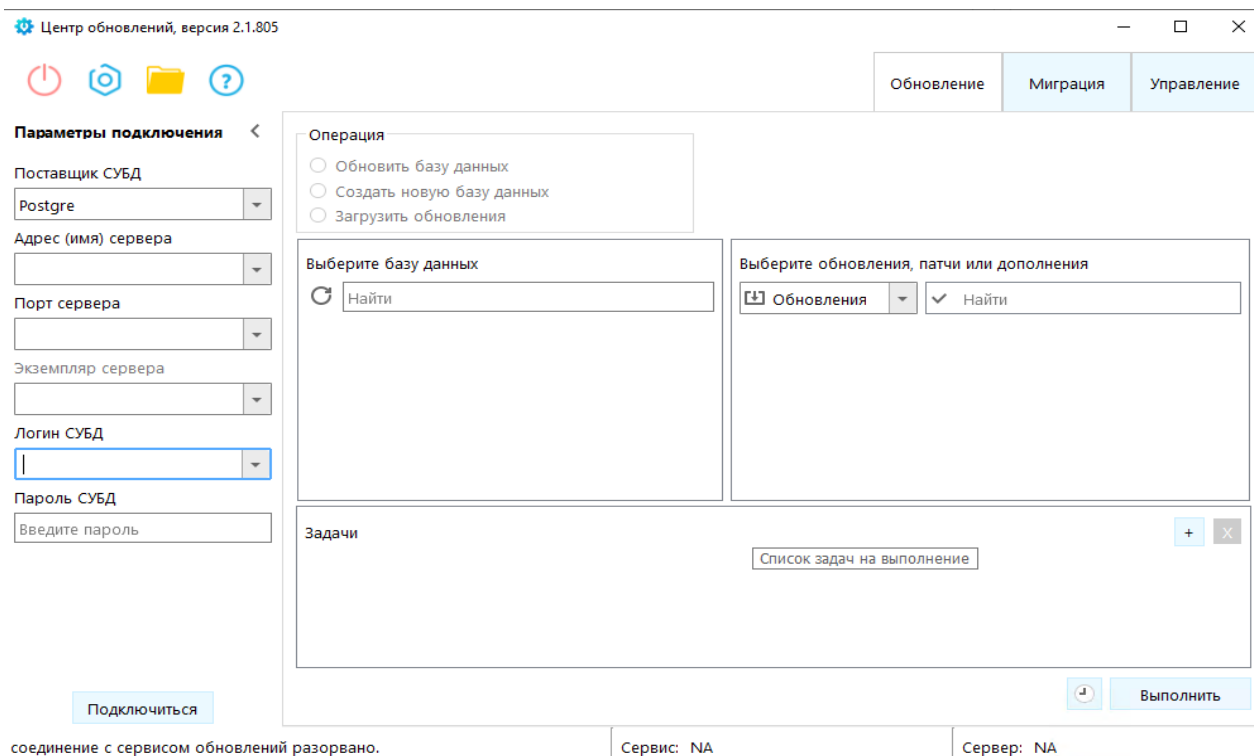 Центр обновлений, версия 2.1.805
?
Обновление
Миграция
Управление
Параметры подключения
Поставщик СУБД
Postgre
Адрес (имя) сервера
Порт сервера
Экземпляр сервера
Логин СУБД
Пароль СУБД
Введите пароль
Подключиться
Операция
Обновить базу данных
Создать новую базу данных
Загрузить обновления
Выберите базу данных
Найти
Выберите обновления, патчи или дополнения
Обновления
Найти
Задачи
+
X
Список задач на выполнение
Выполнить
соединение с сервисом обновлений разорвано.
Сервис: NA
Сервер: NA